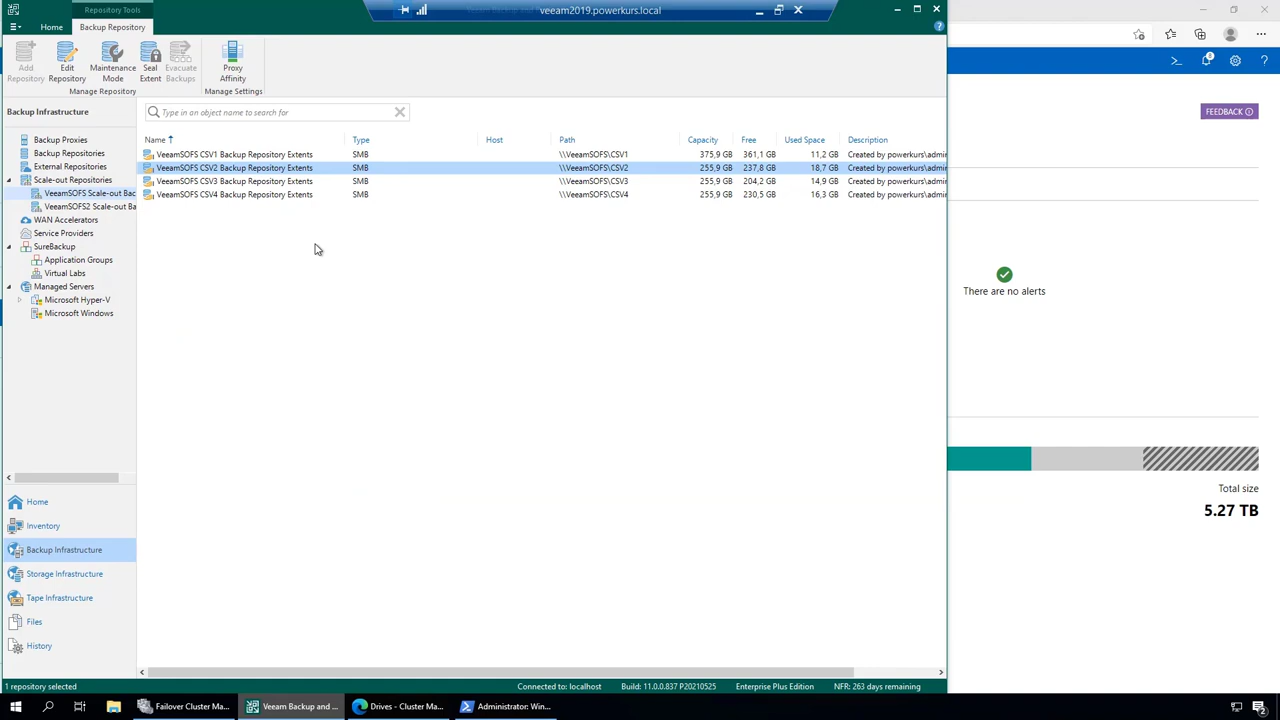 Repository Tools
veeam2019.powerkurs.local
Home
Backup Repository
Add Repository
Edit Repository
Maintenance Mode
Seal Extent
Evacuate Backups
Proxy Affinity
Manage Repository
Manage Settings
FEEDBACK
Backup Infrastructure
Type in an object name to search for
Name Type Host Path Capacity Free Used Space Description
VeeamSOFS CSV1 Backup Repository Extents SMB \\VeeamSOFS\CSV1 375,9 GB 361,1 GB 11,2 GB Created by powerkurs\admi
VeeamSOFS CSV2 Backup Repository Extents SMB \\VeeamSOFS\CSV2 255,9 GB 237,8 GB 18,7 GB Created by powerkurs\admi
VeeamSOFS CSV3 Backup Repository Extents SMB \\VeeamSOFS\CSV3 255,9 GB 204,2 GB 14,9 GB Created by powerkurs\admi
VeeamSOFS CSV4 Backup Repository Extents SMB \\VeeamSOFS\CSV4 255,9 GB 230,5 GB 16,3 GB Created by powerkurs\admi
Backup Proxies
Backup Repositories
External Repositories
Scale-out Repositories
VeeamSOFS Scale-out Bac
VeeamSOFS2 Scale-out Ba
WAN Accelerators
Service Providers
SureBackup
Application Groups
Virtual Labs
Managed Servers
Microsoft Hyper-V
Microsoft Windows
There are no alerts
Total size
5.27 TB
Home
Inventory
Backup Infrastructure
Storage Infrastructure
Tape Infrastructure
Files
History
1 repository selected
Connected to: localhost
Build: 11.0.0.837 P20210525
Enterprise Plus Edition
NFR: 263 days remaining
Failover Cluster Ma...
Veeam Backup and ...
Drives - Cluster Ma...
Administrator: Win...